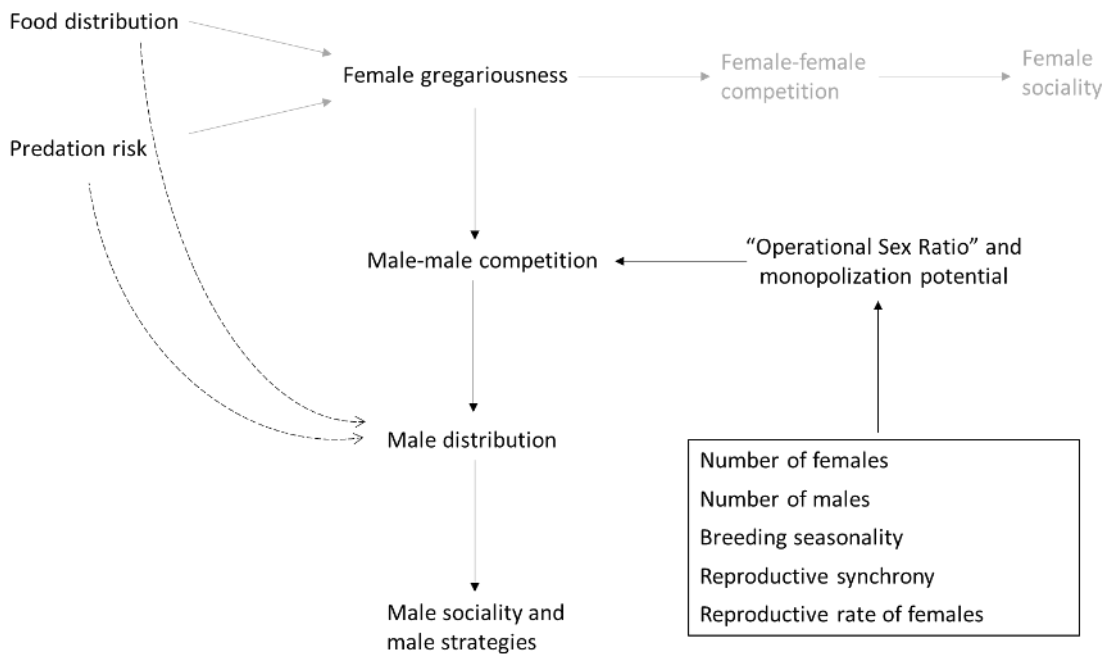 Food distribution
Female gregariousness
Female-female
competition
Female
sociality
Predation risk
Male-male competition
“Operational Sex Ratio” and
monopolization potential
Male distribution
Number of females
Number of males
Breeding seasonality
Reproductive synchrony
Reproductive rate of females
Male sociality and
male strategies